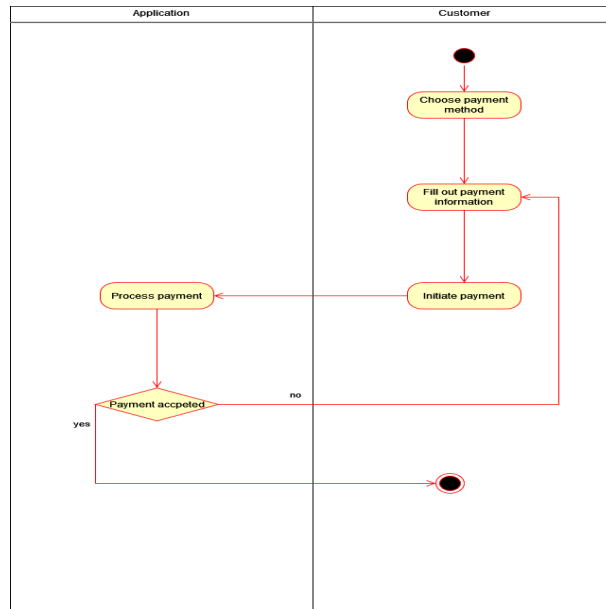 Application
Customer
Choose payment
method
Fill out payment
information
Process payment
Initiate payment
Payment accpeted
no
yes